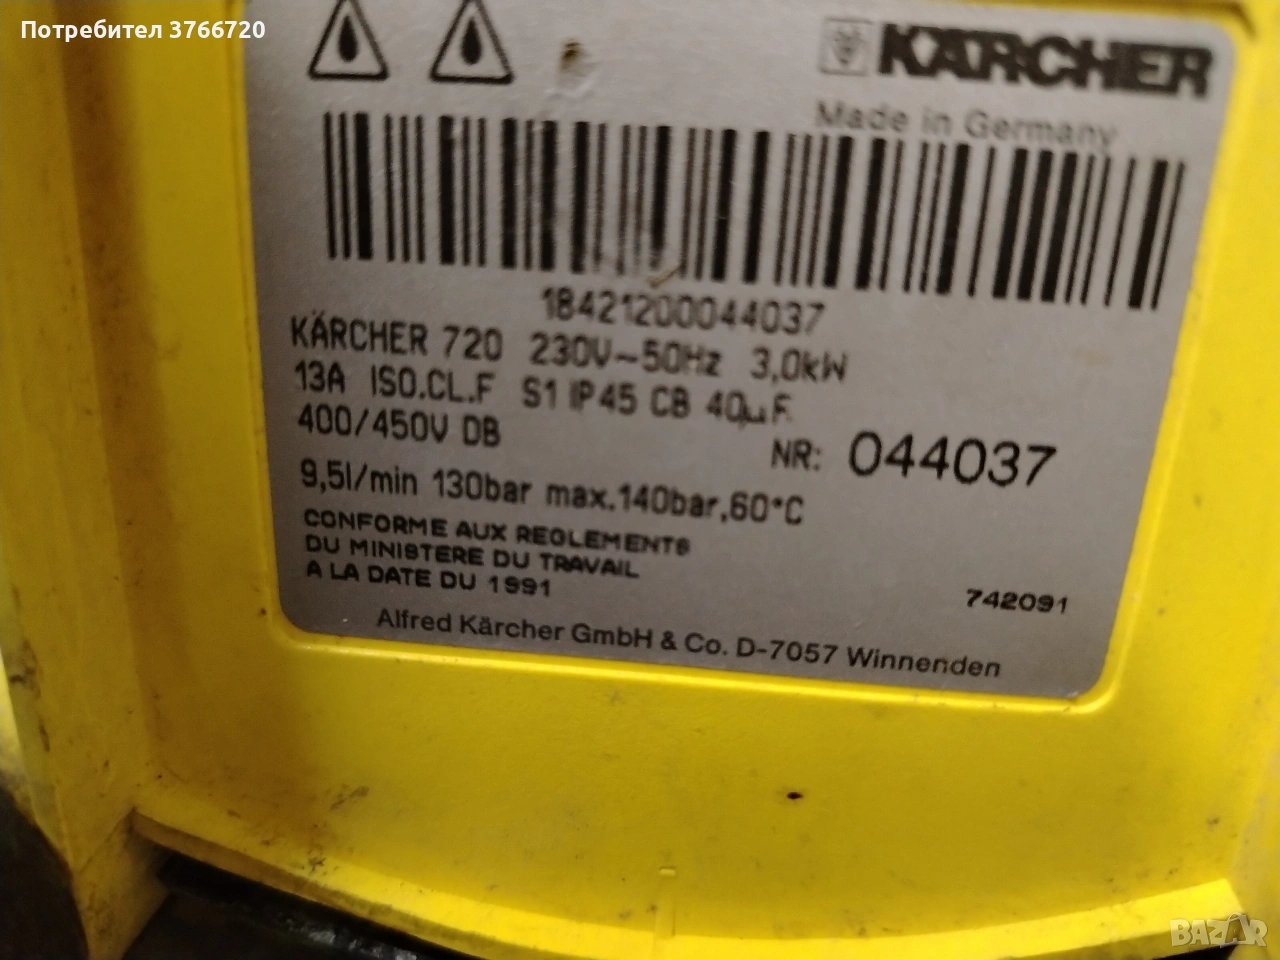 Потребител 3766720
KÄRCHER
Made in Germany
18421200044037
KÄRCHER 720 230V~50Hz 3,0kW
13A ISO.CL.F S1 IP45 CB 40µF
400/450V DB
NR: 044037
9,5l/min 130bar max.140bar,60°C
CONFORME AUX REGLEMENTS
DU MINISTERE DU TRAVAIL
A LA DATE DU 1991
742091
Alfred Kärcher GmbH & Co. D-7057 Winnenden
BAZAR